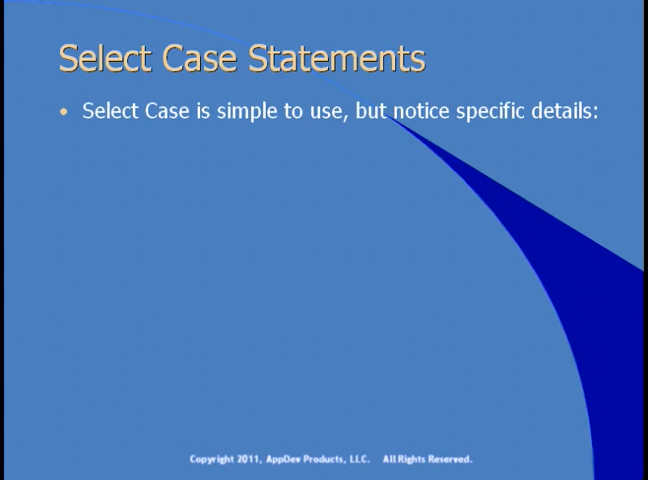 Select Case Statements
• Select Case is simple to use, but notice specific details:
Copyright 2011, AppDev Products, LLC. All Rights Reserved.